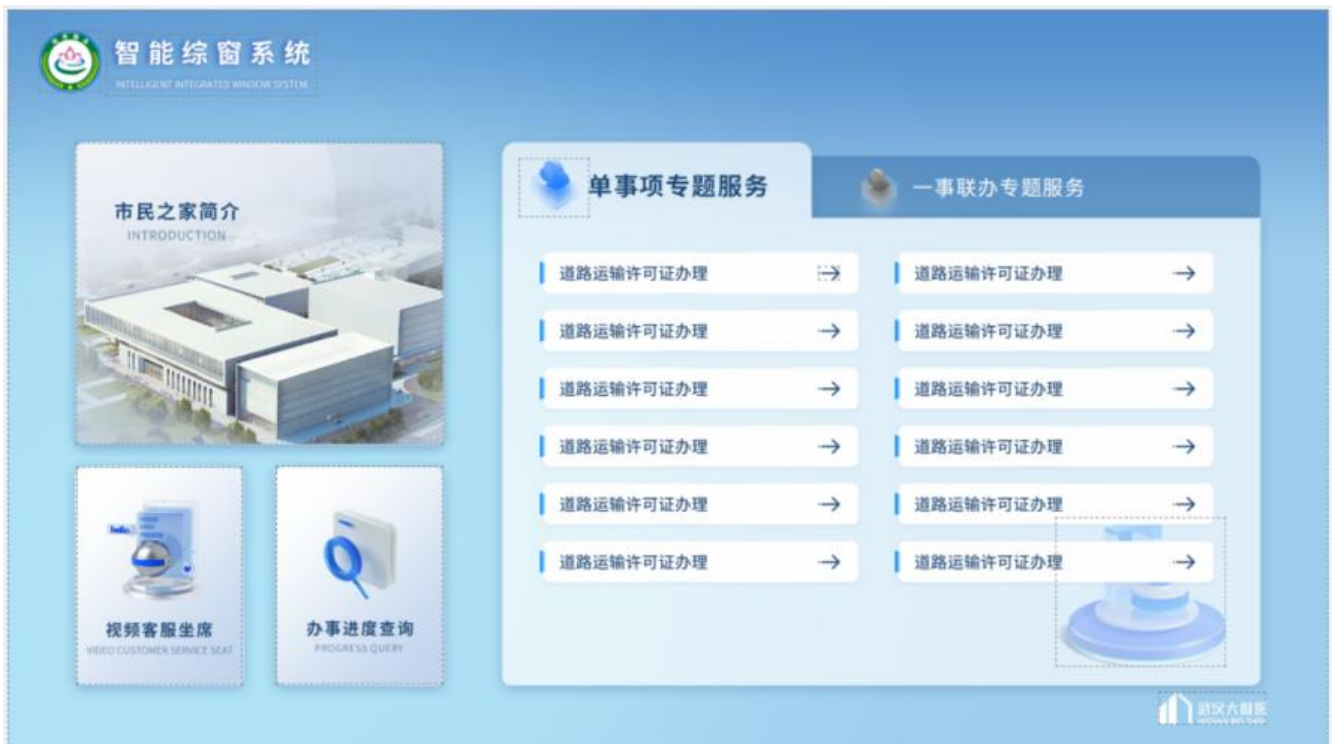 智能综窗系统
INTELLIGENT INTEGRATED WINDOW SYSTEM
市民之家简介
INTRODUCTION
hello
视频客服坐席
VIDEO CUSTOMER SERVICE SEAT
办事进度查询
PROGRESS QUERY
单事项专题服务
一事联办专题服务
道路运输许可证办理
道路运输许可证办理
道路运输许可证办理
道路运输许可证办理
道路运输许可证办理
道路运输许可证办理
道路运输许可证办理
道路运输许可证办理
道路运输许可证办理
道路运输许可证办理
道路运输许可证办理
道路运输许可证办理
武汉大数据